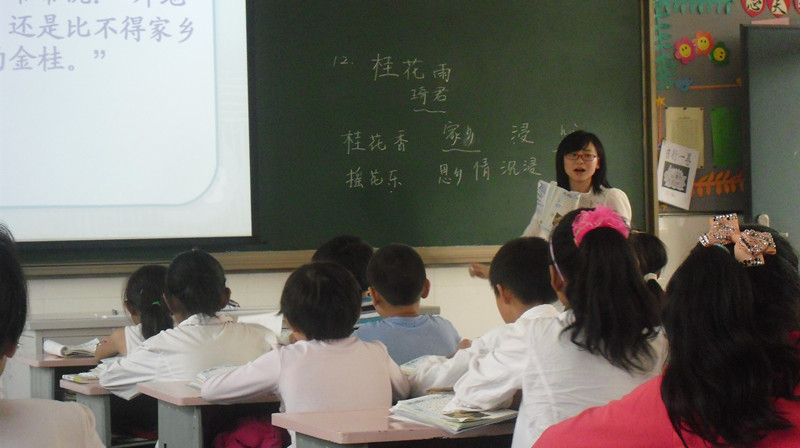 还是比不得家乡
的金桂。”
12. 桂花雨
琦君
桂花香 家乡 浸
摇花乐 思乡情 沉浸